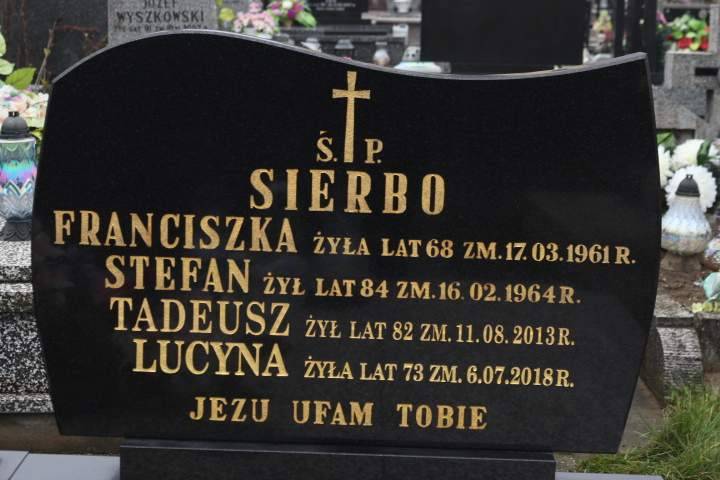 JÓZEF
WYSZKOWSKI
Ś. P.
SIERBO
FRANCISZKA ŻYŁA LAT 68 ZM. 17.03.1961 R.
STEFAN ŻYŁ LAT 84 ZM. 16.02.1964 R.
TADEUSZ ŻYŁ LAT 82 ZM. 11.08.2013 R.
LUCYNA ŻYŁA LAT 73 ZM. 6.07.2018 R.
JEZU UFAM TOBIE